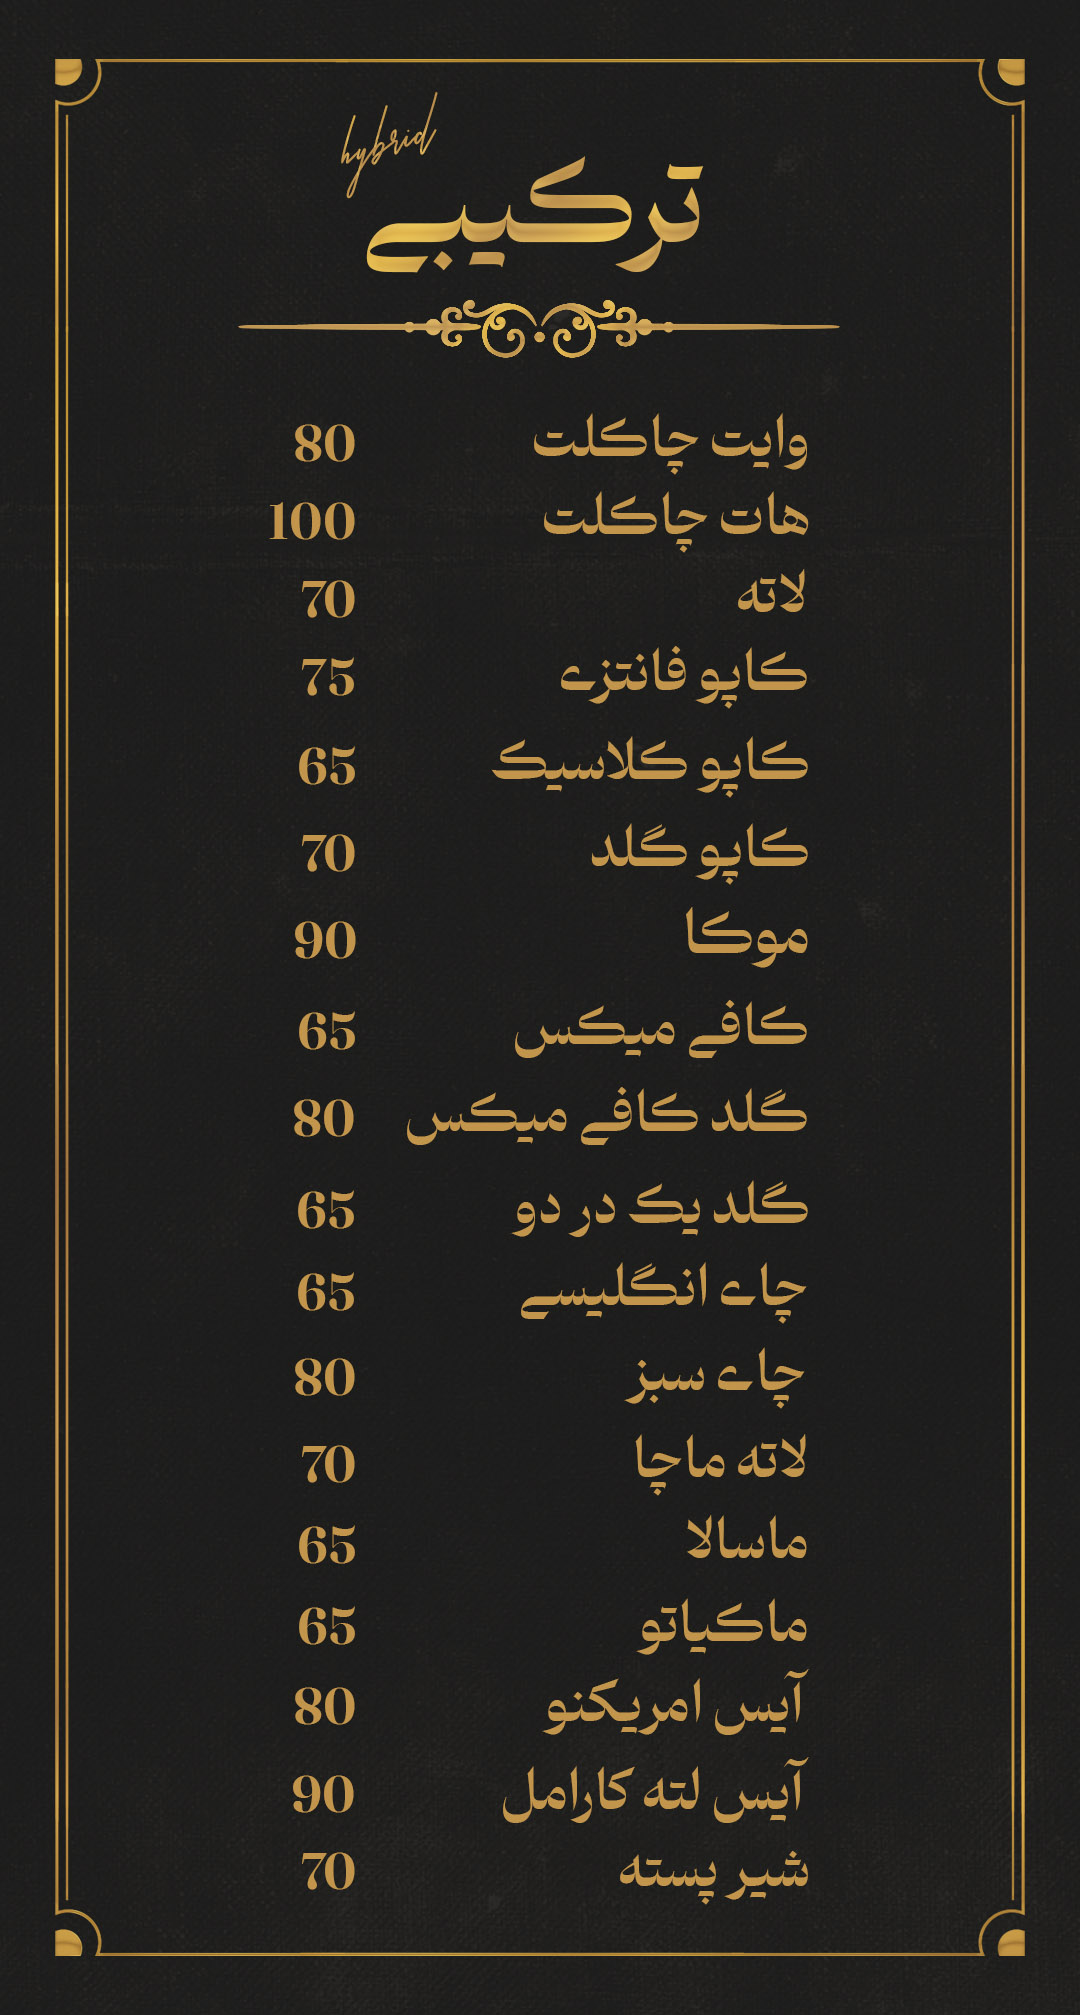 hybrid
ترکیبی
وایت چاکلت 80
هات چاکلت 100
لاته 70
کاپو فانتزی 75
کاپو کلاسیک 65
کاپو گلد 70
موکا 90
کافی میکس 65
گلد کافی میکس 80
گلد یک در دو 65
چای انگلیسی 65
چای سبز 80
لاته ماچا 70
ماسالا 65
ماکیاتو 65
آیس امریکنو 80
آیس لته کارامل 90
شیر پسته 70